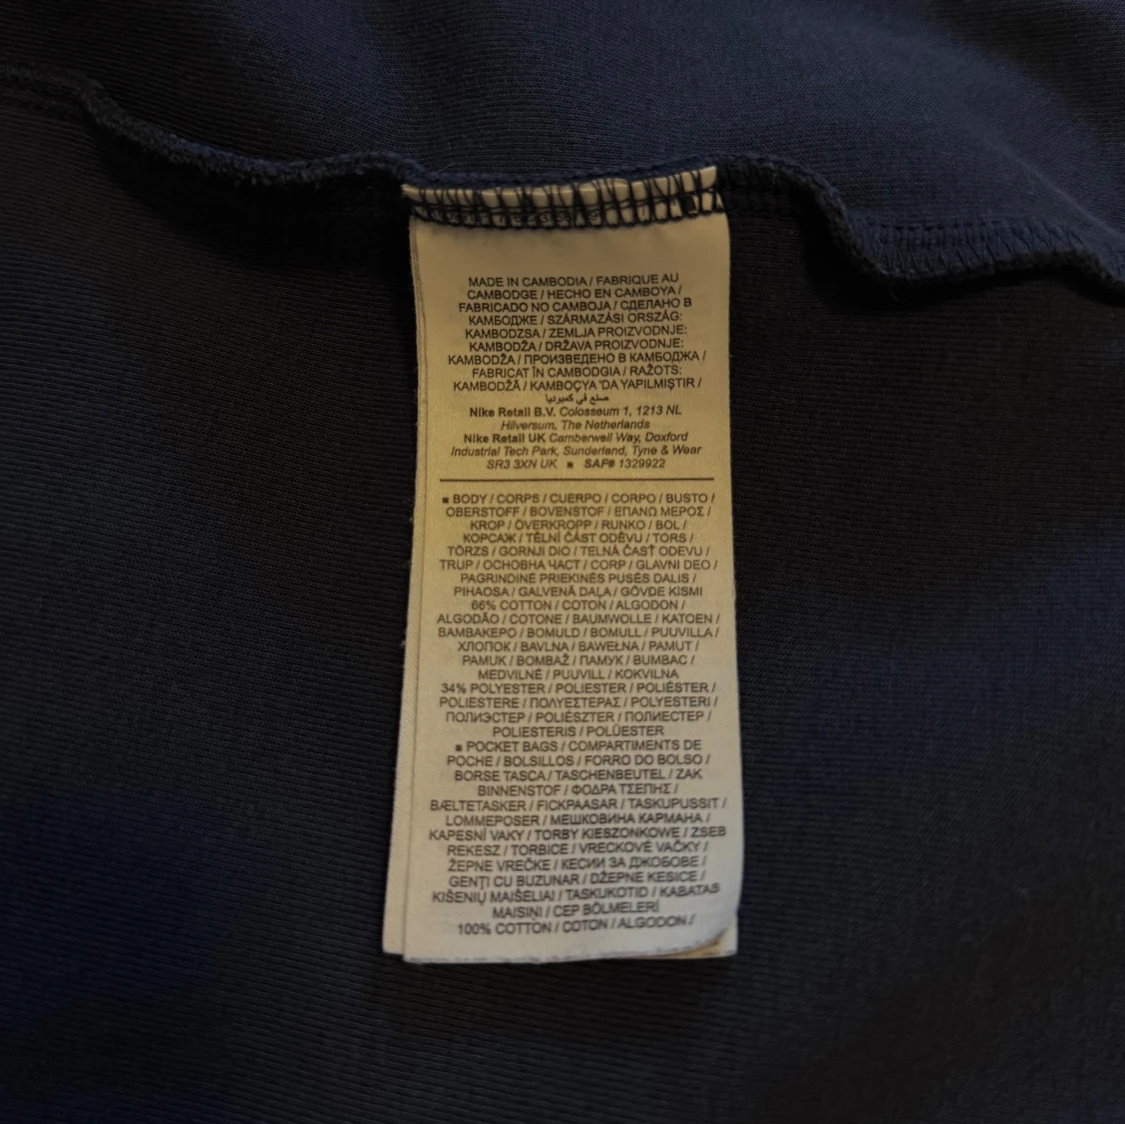 MADE IN CAMBODIA / FABRIQUE AU
CAMBODGE / HECHO EN CAMBOYA /
FABRICADO NO CAMBOJA / СДЕЛАНО В
КАМБОДЖЕ / SZÁRMAZÁSI ORSZÁG:
KAMBODZSA / ZEMLJA PROIZVODNJE:
KAMBODŽA / DRŽAVA PROIZVODNJE:
KAMBODŽA / ПРОИЗВЕДЕНО В КАМБОДЖА /
FABRICAT ÎN CAMBODGIA / RAŽOTS:
KAMBODŽĀ / KAMBOÇYA 'DA YAPILMIŞTIR /
صنع في كمبوديا
Nike Retail B.V. Colosseum 1, 1213 NL
Hilversum, The Netherlands
Nike Retail UK Camberwell Way, Doxford
Industrial Tech Park, Sunderland, Tyne & Wear
SR3 3XN UK ■ SAP# 1329922
■ BODY / CORPS / CUERPO / CORPO / BUSTO /
OBERSTOFF / BOVENSTOF / ΕΠΑΝΩ ΜΕΡΟΣ /
KROP / ÖVERKROPP / RUNKO / BOL /
КОРСАЖ / TĚLNÍ ČÁST ODĚVU / TORS /
TÖRZS / GORNJI DIO / TELNÁ ČASŤ ODEVU /
TRUP / ОСНОВНА ЧАСТ / CORP / GLAVNI DEO /
PAGRINDINĖ PRIEKINĖS PUSĖS DALIS /
PIHAOSA / GALVENĀ DAĻA / GÖVDE KISMI
66% COTTON / COTON / ALGODON /
ALGODÃO / COTONE / BAUMWOLLE / KATOEN /
ΒΑΜΒΑΚΕΡΟ / BOMULD / BOMULL / PUUVILLA /
ХЛОПОК / BAVLNA / BAWEŁNA / PAMUT /
PAMUK / BOMBAŽ / ПАМУК / BUMBAC /
MEDVILNĖ / PUUVILL / KOKVILNA
34% POLYESTER / POLIESTER / POLIÉSTER /
POLIESTERE / ΠΟΛΥΕΣΤΕΡΑΣ / POLYESTERI /
ПОЛИЭСТЕР / POLIÉSZTER / ПОЛИЕСТЕР /
POLIESTERIS / POLÜESTER
■ POCKET BAGS / COMPARTIMENTS DE
POCHE / BOLSILLOS / FORRO DO BOLSO /
BORSE TASCA / TASCHENBEUTEL / ZAK
BINNENSTOF / ΦΟΔΡΑ ΤΣΕΠΗΣ /
BÆLTETASKER / FICKPAASAR / TASKUPUSSIT /
LOMMEPOSER / МЕШКОВИНА КАРМАНА /
KAPESNÍ VAKY / TORBY KIESZONKOWE / ZSEB
REKESZ / TORBICE / VRECKOVÉ VAČKY /
ŽEPNE VREČKE / КЕСИИ ЗА ДЖОБОВЕ /
GENŢI CU BUZUNAR / DŽEPNE KESICE /
KIŠENIŲ MAIŠELIAI / TASKUKOTID / KABATAS
MAISIŅI / CEP BÖLMELERİ
100% COTTON / COTON / ALGODON /